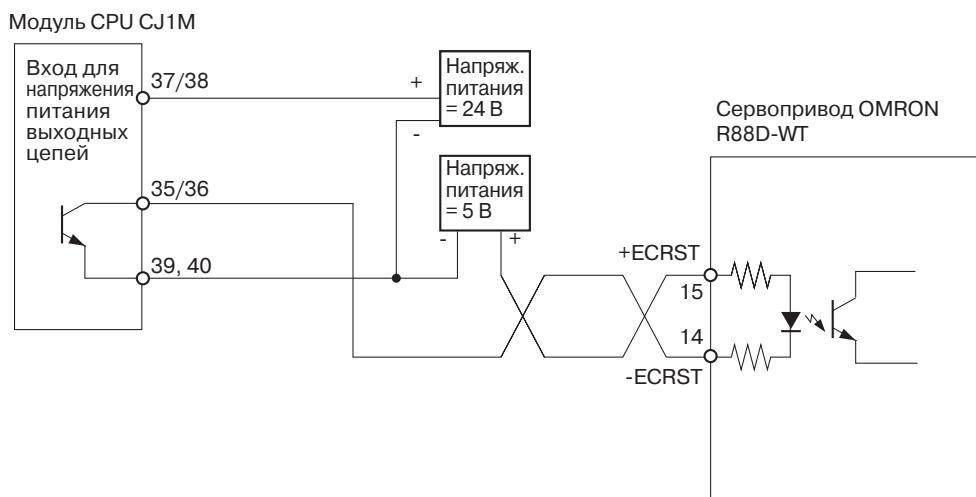 Модуль CPU CJ1M
Вход для
напряжения
питания
выходных
цепей
37/38
+
-
Напряж.
питания
= 24 В
35/36
Напряж.
питания
= 5 В
-
+
39, 40
Сервопривод OMRON
R88D-WT
+ECRST
15
14
-ECRST